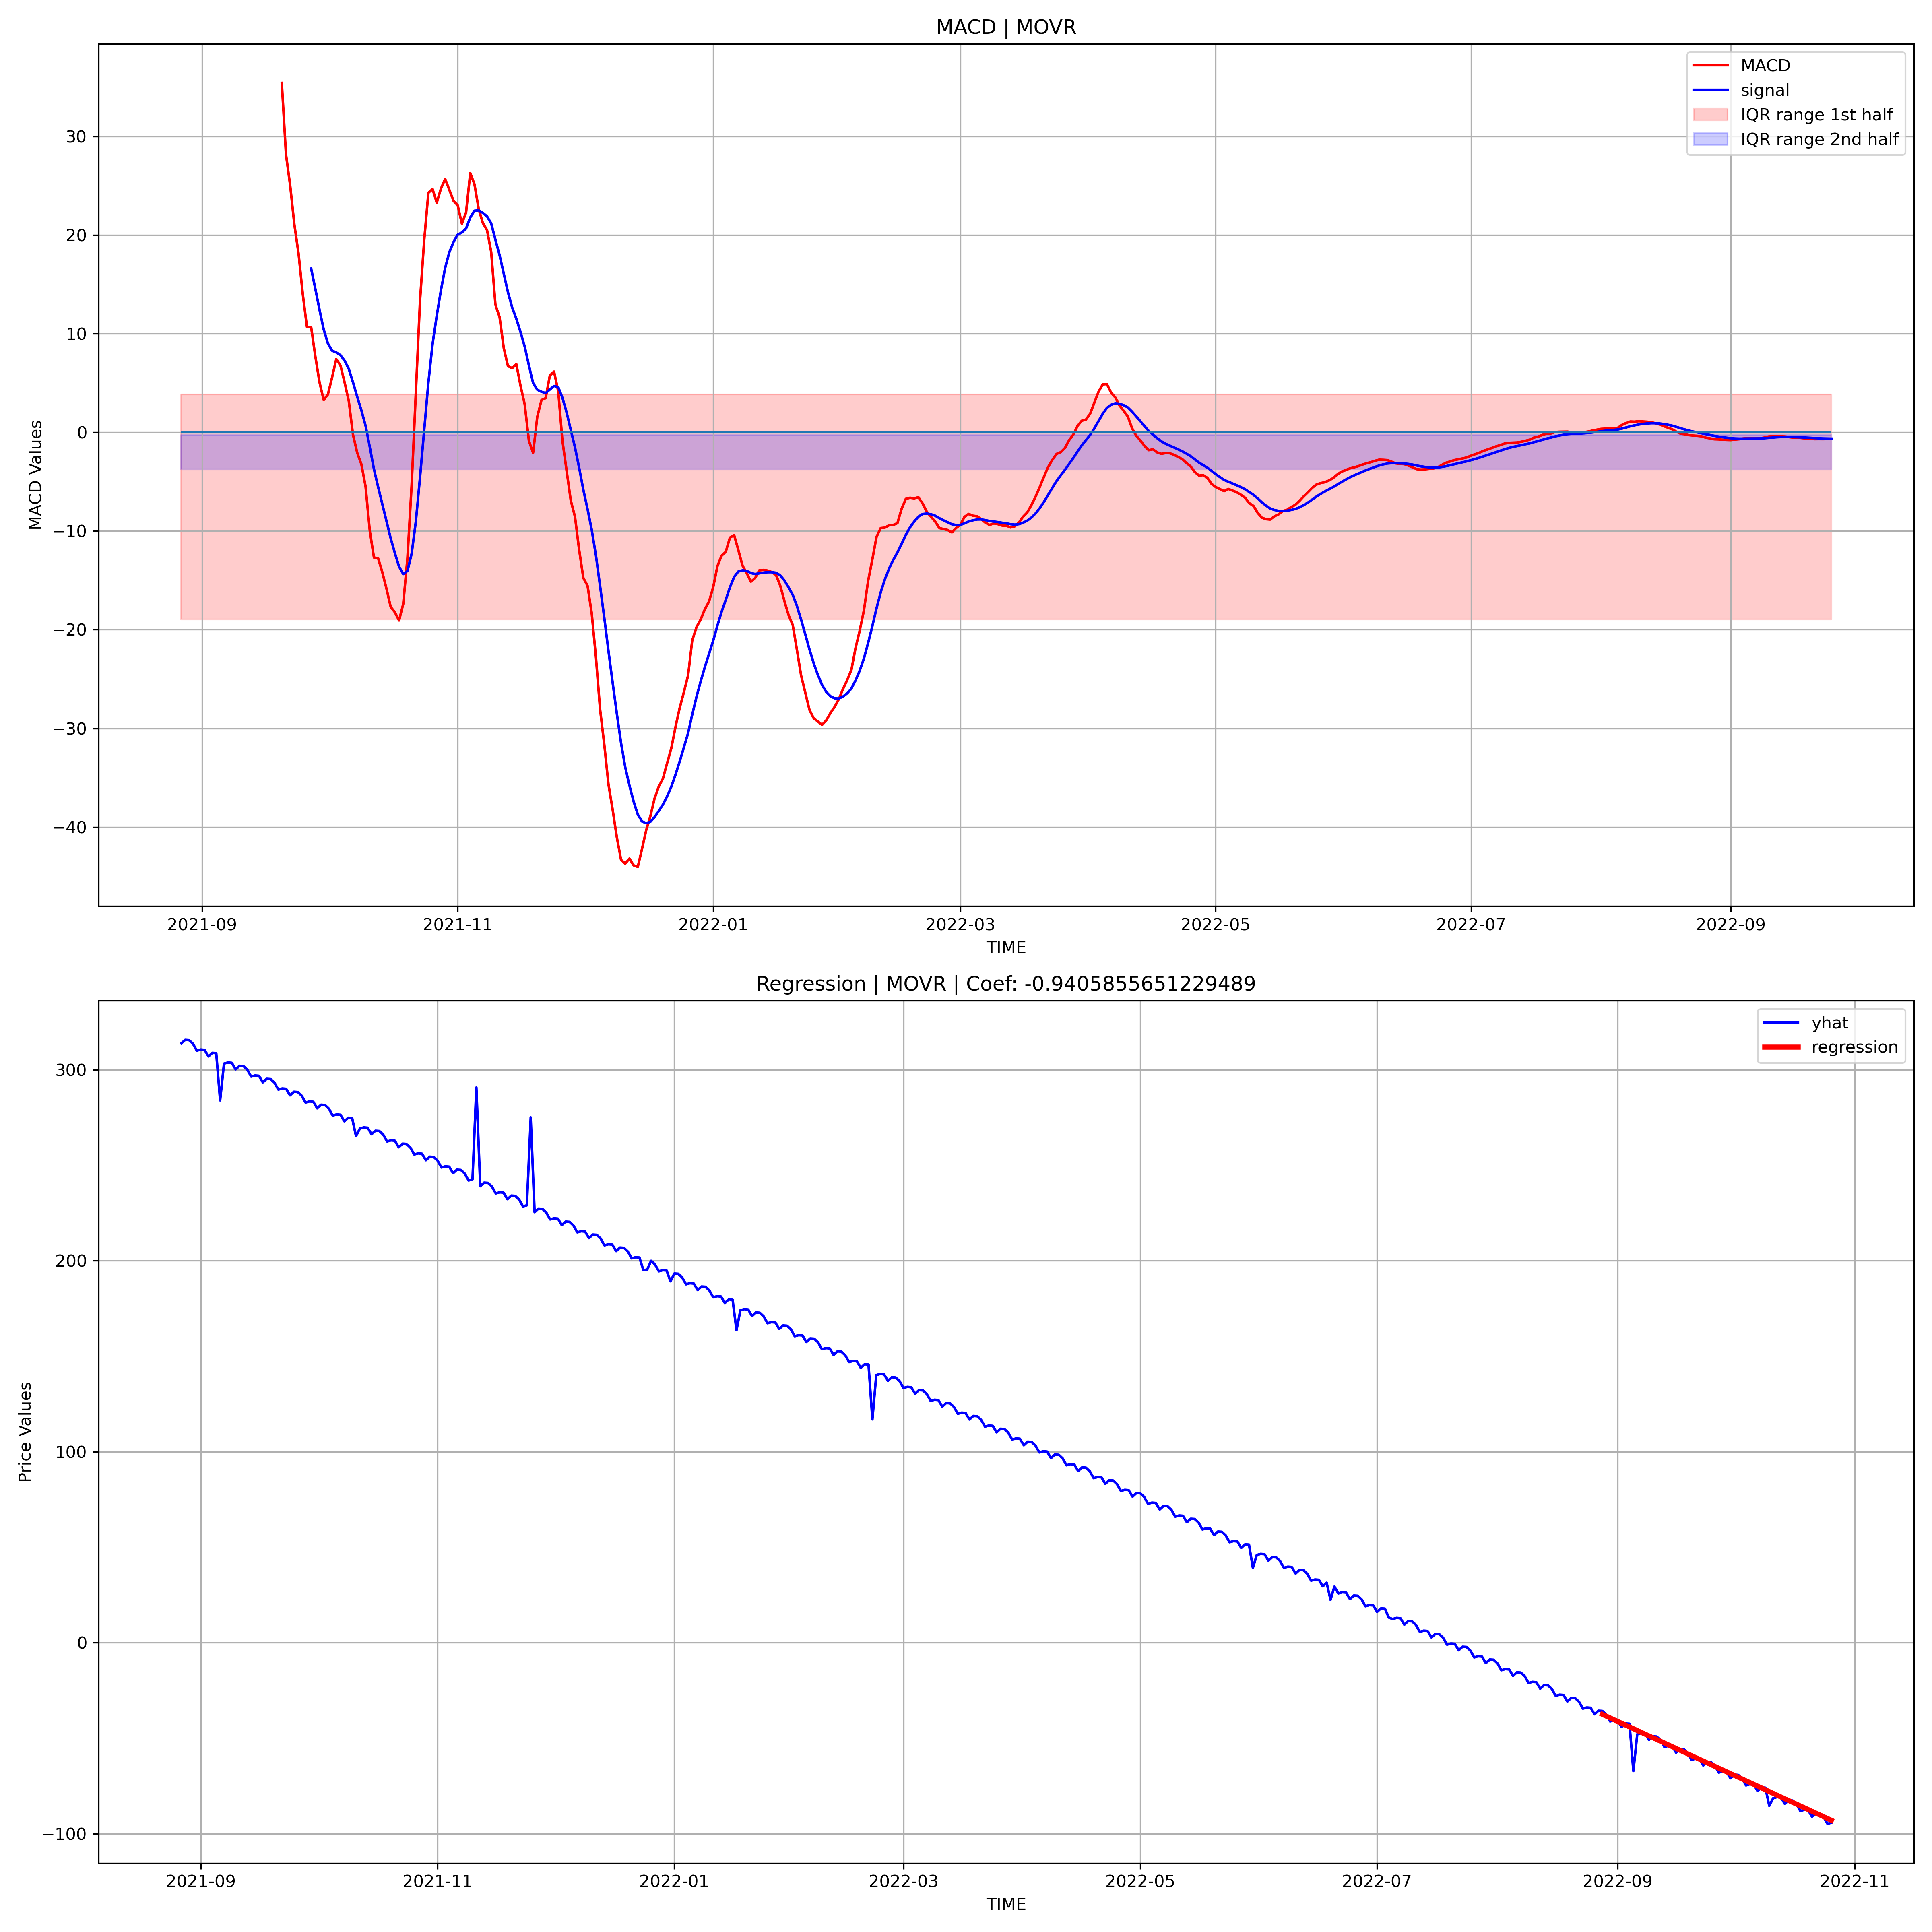 MACD | MOVR
MACD
signal
IQR range 1st half
IQR range 2nd half
30
20
10
0
−10
−20
−30
−40
MACD Values
2021-09 2021-11 2022-01 2022-03 2022-05 2022-07 2022-09
TIME
Regression | MOVR | Coef: -0.9405855651229489
yhat
regression
300
200
100
0
−100
Price Values
2021-09 2021-11 2022-01 2022-03 2022-05 2022-07 2022-09 2022-11
TIME